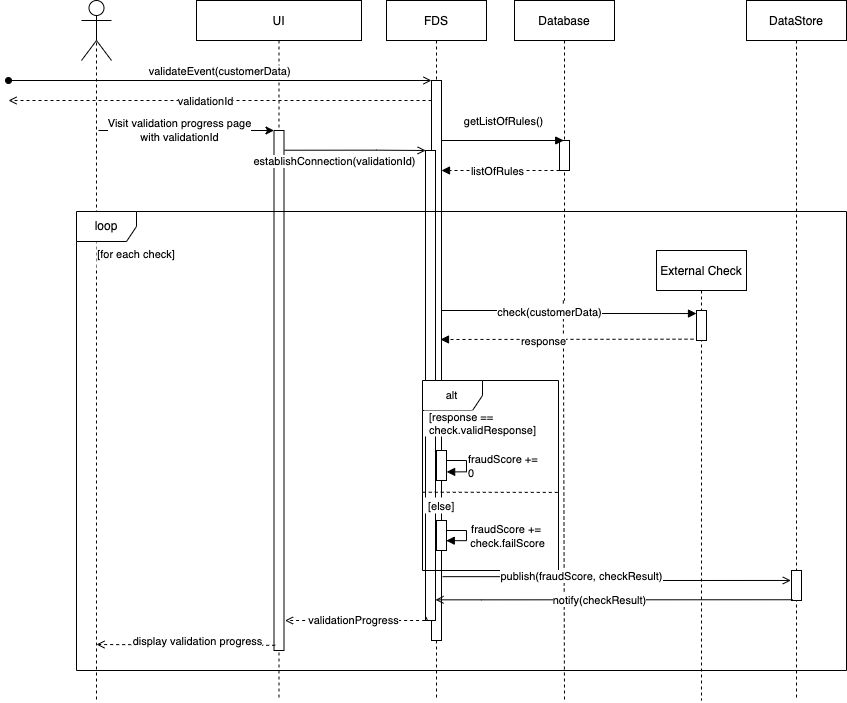 UI
FDS
Database
DataStore
validateEvent(customerData)
validationId
Visit validation progress page
with validationId
getListOfRules()
establishConnection(validationId)
listOfRules
loop
[for each check]
External Check
check(customerData)
response
alt
[response ==
check.validResponse]
fraudScore +=
0
[else]
fraudScore +=
check.failScore
publish(fraudScore, checkResult)
notify(checkResult)
validationProgress
display validation progress